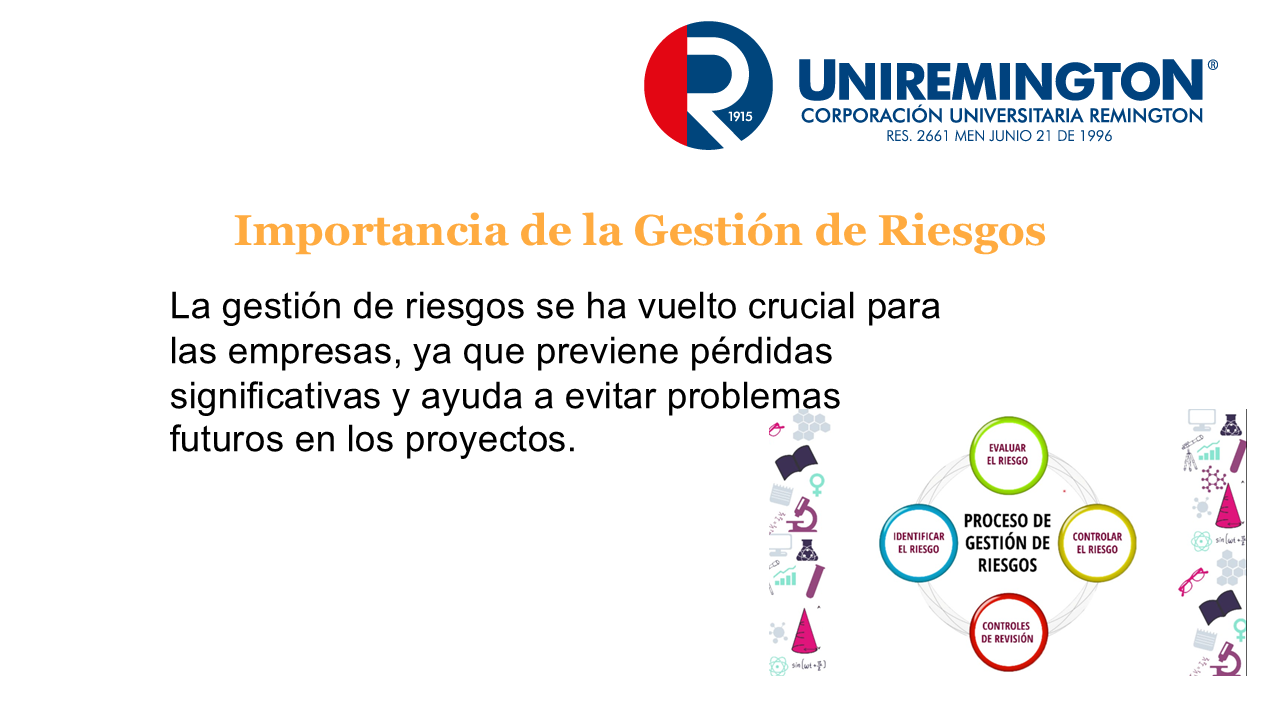 1915
UNIREMINGTON®
CORPORACIÓN UNIVERSITARIA REMINGTON
RES. 2661 MEN JUNIO 21 DE 1996
Importancia de la Gestión de Riesgos
La gestión de riesgos se ha vuelto crucial para
las empresas, ya que previene pérdidas
significativas y ayuda a evitar problemas
futuros en los proyectos.
EVALUAR
EL RIESGO
IDENTIFICAR
EL RIESGO
PROCESO DE
GESTIÓN DE
RIESGOS
CONTROLAR
EL RIESGO
CONTROLES
DE REVISIÓN